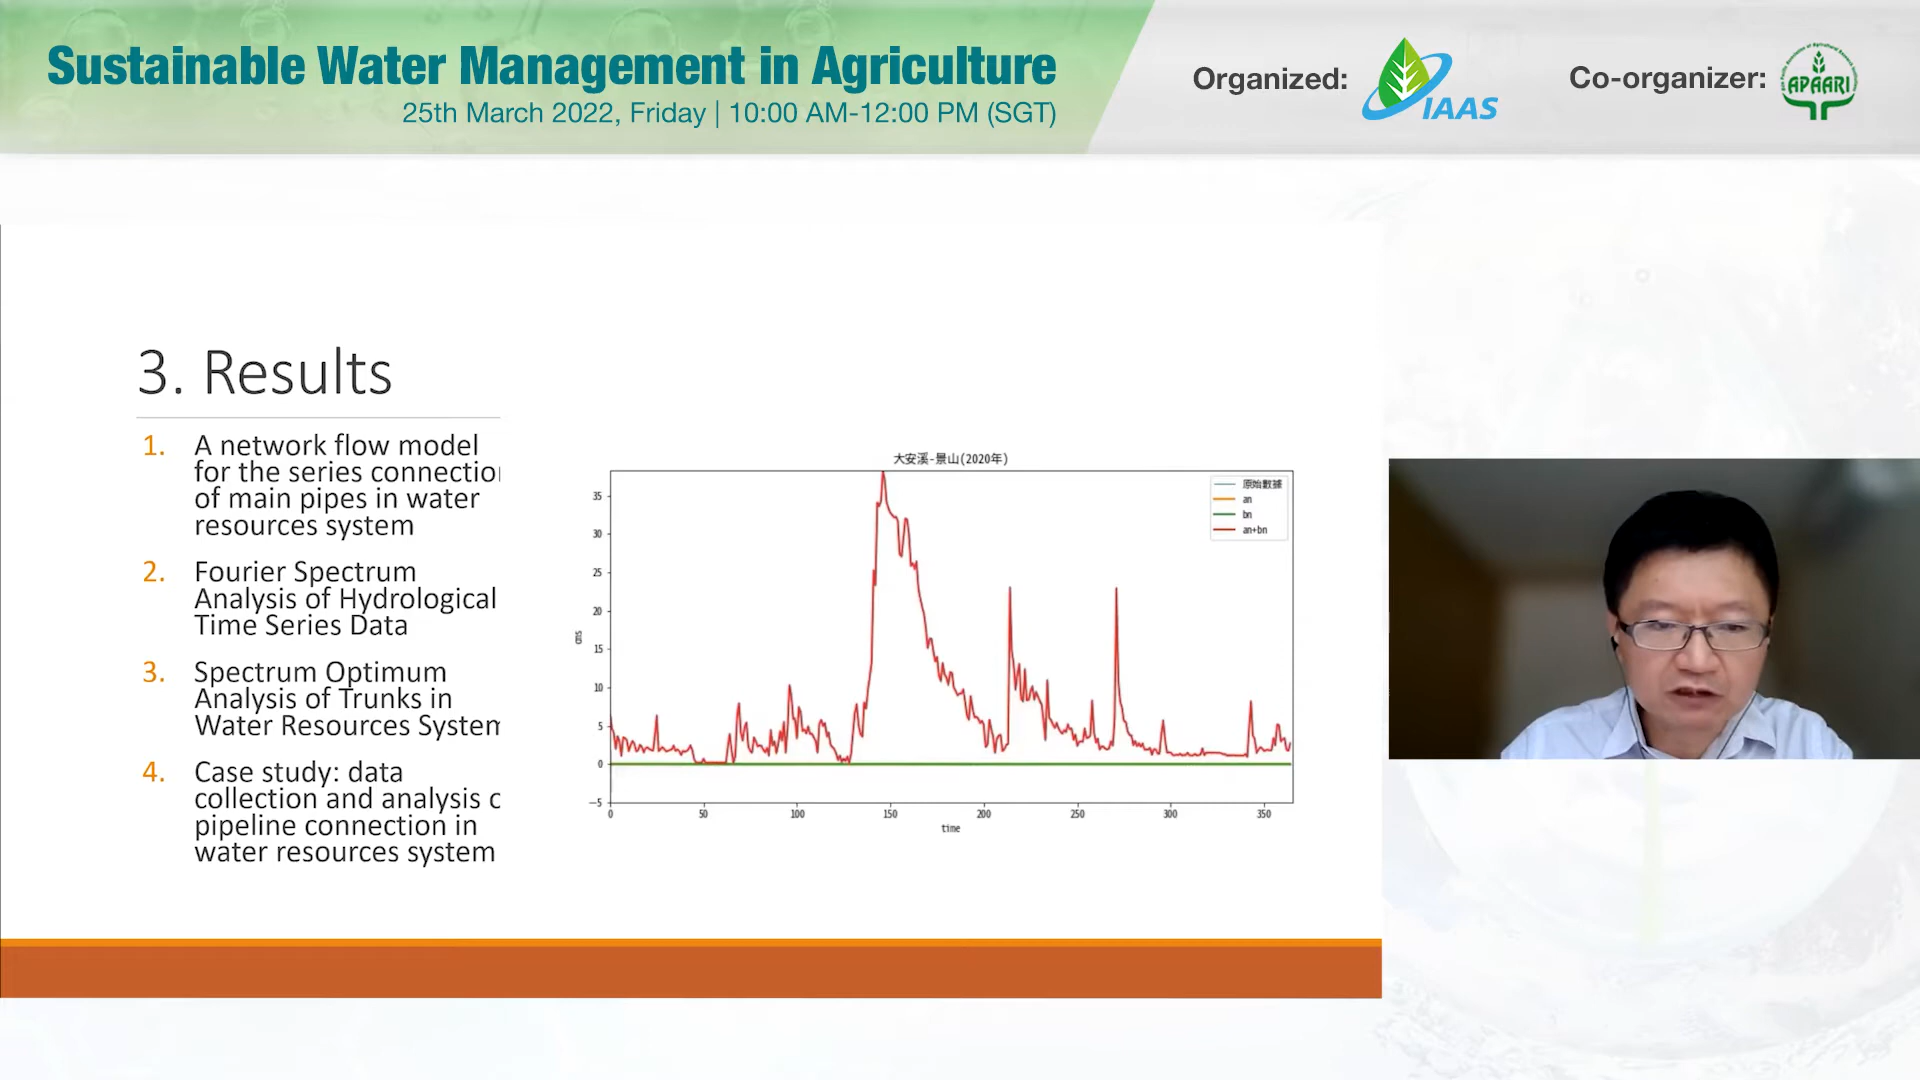 Sustainable Water Management in Agriculture
25th March 2022, Friday | 10:00 AM-12:00 PM (SGT)
Organized:
IAAS
Co-organizer:
APAARI
3. Results
1. A network flow model
for the series connectio
of main pipes in water
resources system
2. Fourier Spectrum
Analysis of Hydrological
Time Series Data
3. Spectrum Optimum
Analysis of Trunks in
Water Resources System
4. Case study: data
collection and analysis o
pipeline connection in
water resources system
大安溪-景山(2020年)
原始數據
an
bn
an+bn
cms
35
30
25
20
15
10
5
0
-5
0 50 100 150 200 250 300 350
time